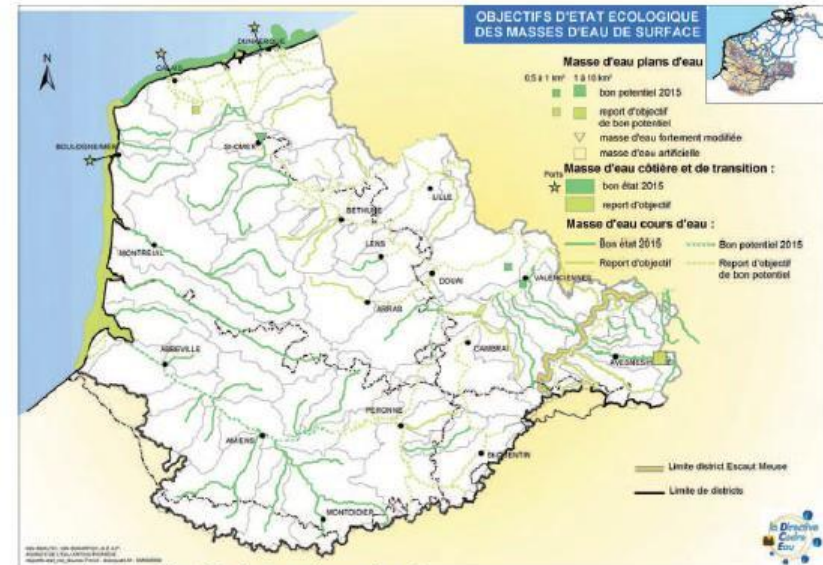 OBJECTIFS D'ETAT ECOLOGIQUE
DES MASSES D'EAU DE SURFACE
Masse d'eau plans d'eau
0,5 à 1 km² 1 à 10 km²
bon potentiel 2015
report d'objectif
de bon potentiel
masse d'eau fortement modifiée
masse d'eau artificielle
Masse d'eau côtière et de transition :
Ports
bon état 2015
report d'objectif
Masse d'eau cours d'eau :
Bon état 2015
Bon potentiel 2015
Report d'objectif
Report d'objectif
de bon potentiel
N
DUNKERQUE
CALAIS
BOULOGNE/MER
ST-OMER
LILLE
BETHUNE
LENS
MONTREUIL
DOUAI
VALENCIENNES
ARRAS
CAMBRAI
ABBEVILLE
PERONNE
AMIENS
ST-QUENTIN
MONTDIDIER
Limite district Escaut Meuse
Limite de districts
la Directive
Cadre
Eau